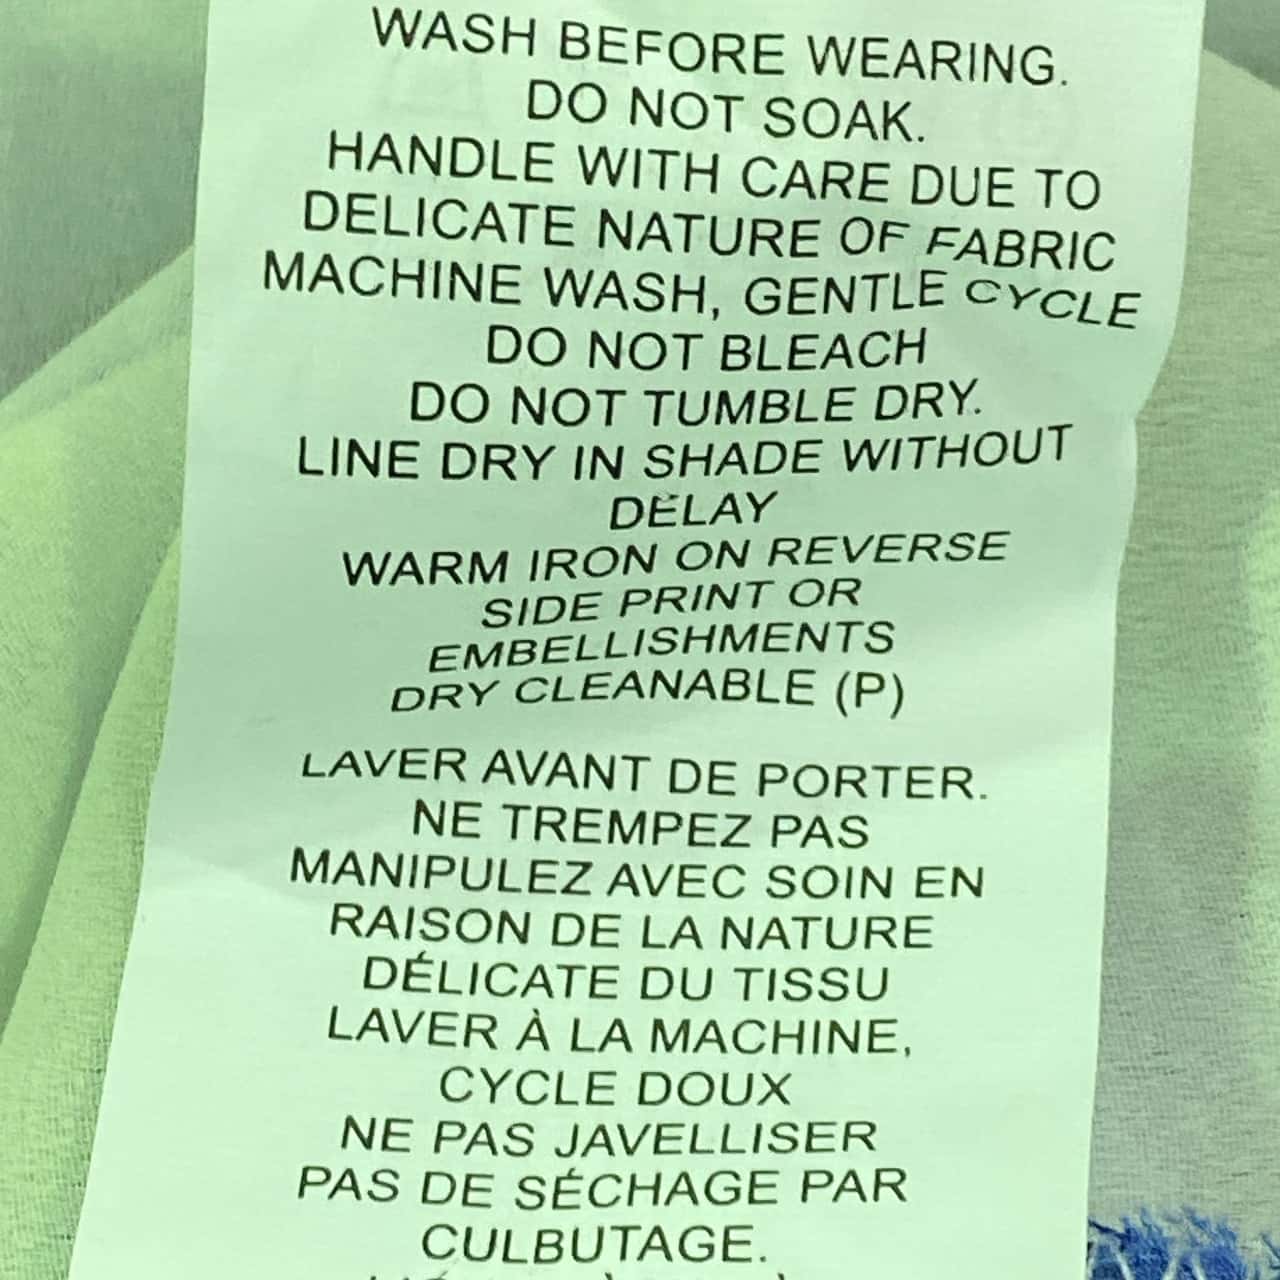 WASH BEFORE WEARING.
DO NOT SOAK.
HANDLE WITH CARE DUE TO
DELICATE NATURE OF FABRIC
MACHINE WASH, GENTLE CYCLE
DO NOT BLEACH
DO NOT TUMBLE DRY.
LINE DRY IN SHADE WITHOUT
DELAY
WARM IRON ON REVERSE
SIDE PRINT OR
EMBELLISHMENTS
DRY CLEANABLE (P)
LAVER AVANT DE PORTER.
NE TREMPEZ PAS
MANIPULEZ AVEC SOIN EN
RAISON DE LA NATURE
DÉLICATE DU TISSU
LAVER À LA MACHINE,
CYCLE DOUX
NE PAS JAVELLISER
PAS DE SÉCHAGE PAR
CULBUTAGE.